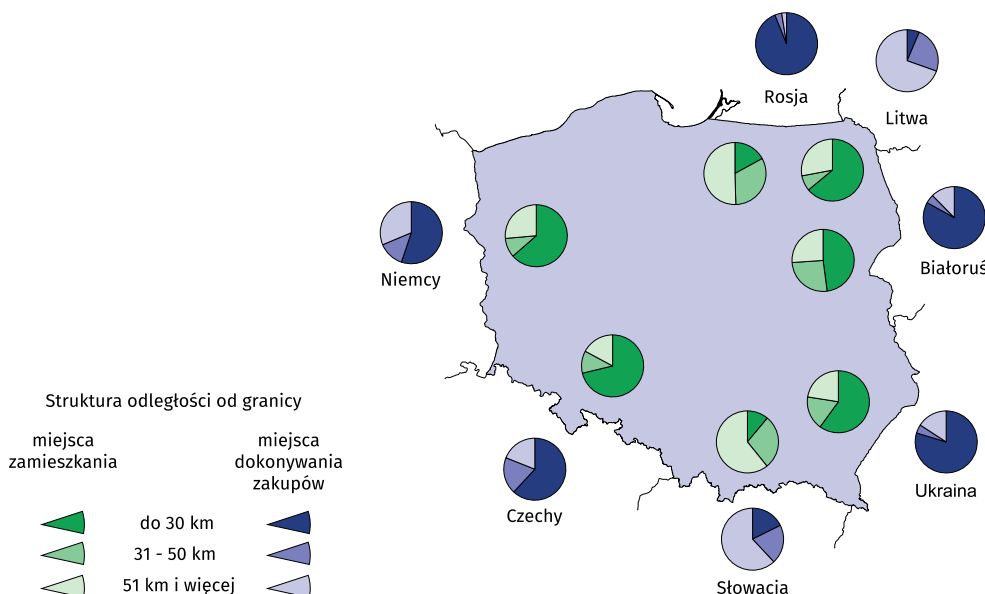 Rosja
Litwa
Niemcy
Białoruś
Struktura odległości od granicy
miejsca
zamieszkania
miejsca
dokonywania
zakupów
do 30 km
31 - 50 km
51 km i więcej
Czechy
Ukraina
Słowacja